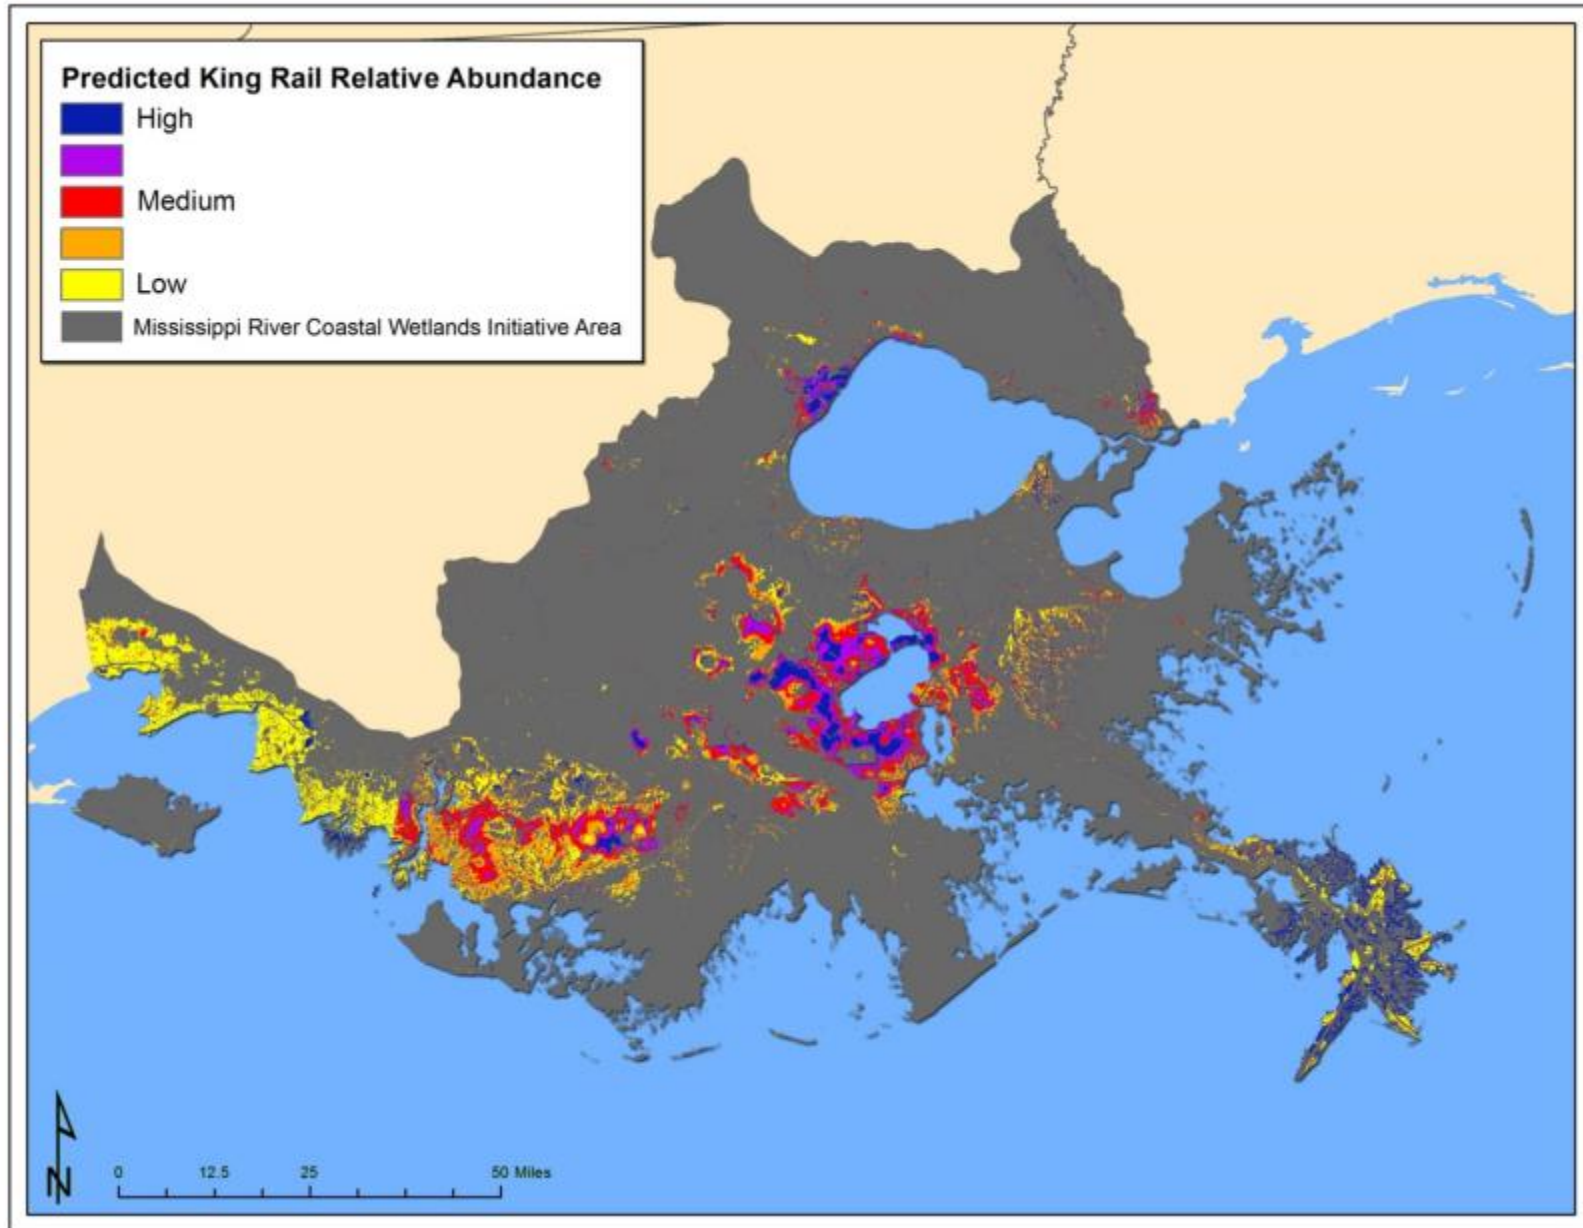 Predicted King Rail Relative Abundance
High
Medium
Low
Mississippi River Coastal Wetlands Initiative Area
N
0 12.5 25 50 Miles